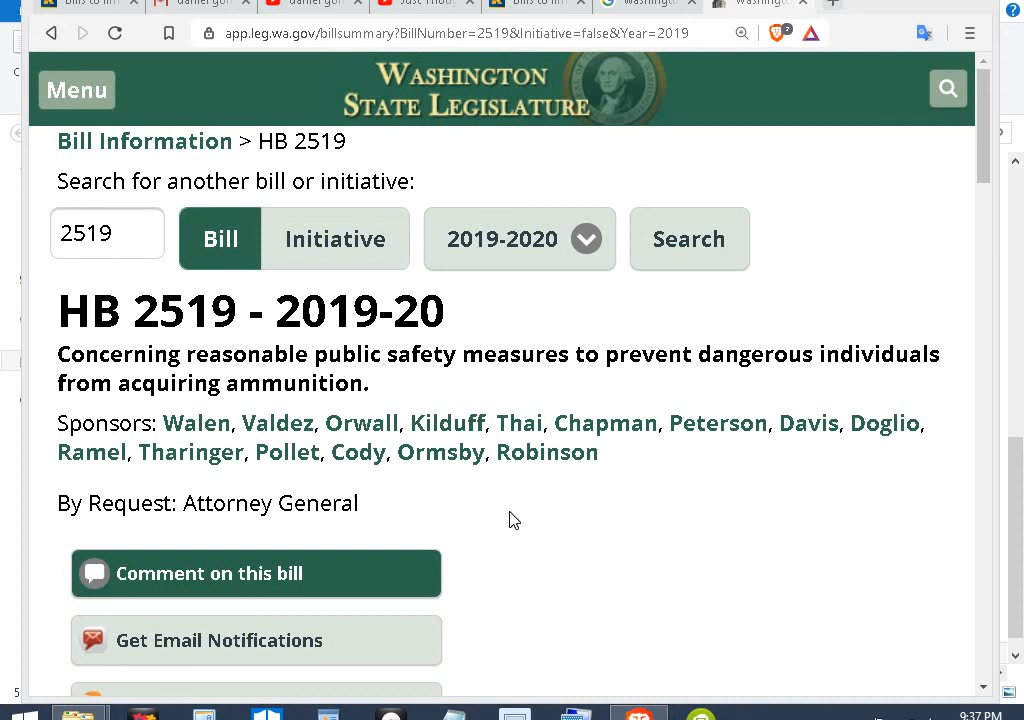 app.leg.wa.gov/billsummary?BillNumber=2519&Initiative=false&Year=2019
Menu
WASHINGTON
STATE LEGISLATURE
Bill Information > HB 2519
Search for another bill or initiative:
2519
Bill
Initiative
2019-2020
Search
HB 2519 - 2019-20
Concerning reasonable public safety measures to prevent dangerous individuals
from acquiring ammunition.
Sponsors: Walen, Valdez, Orwall, Kilduff, Thai, Chapman, Peterson, Davis, Doglio,
Ramel, Tharinger, Pollet, Cody, Ormsby, Robinson
By Request: Attorney General
Comment on this bill
Get Email Notifications
9:37 PM